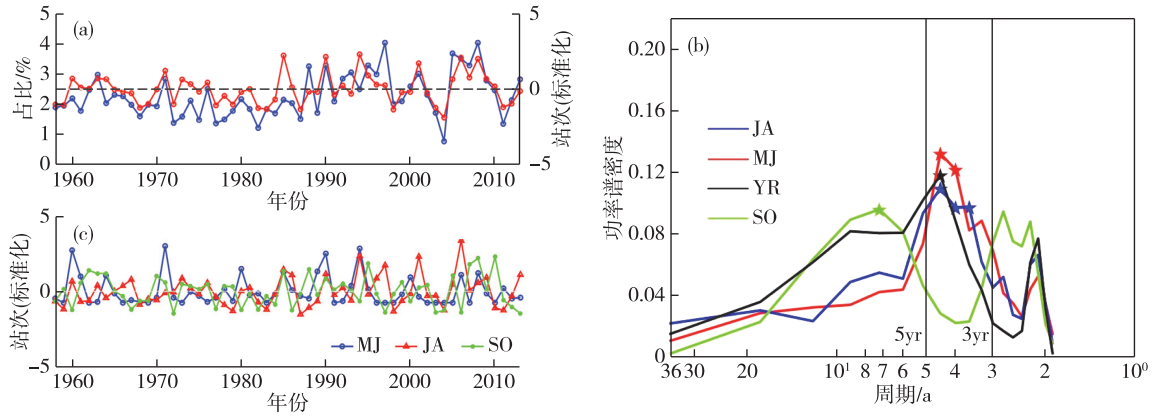 (a)
5
4
3
2
1
0
占比/%
5
0
−5
站次(标准化)
1960 1970 1980 1990 2000 2010
年份
(c)
5
0
−5
站次(标准化)
MJ JA SO
1960 1970 1980 1990 2000 2010
年份
(b)
0.20
0.16
0.12
0.08
0.04
0
功率谱密度
JA
MJ
YR
SO
5yr 3yr
36 30 20 10¹ 8 7 6 5 4 3 2 10⁰
周期/a